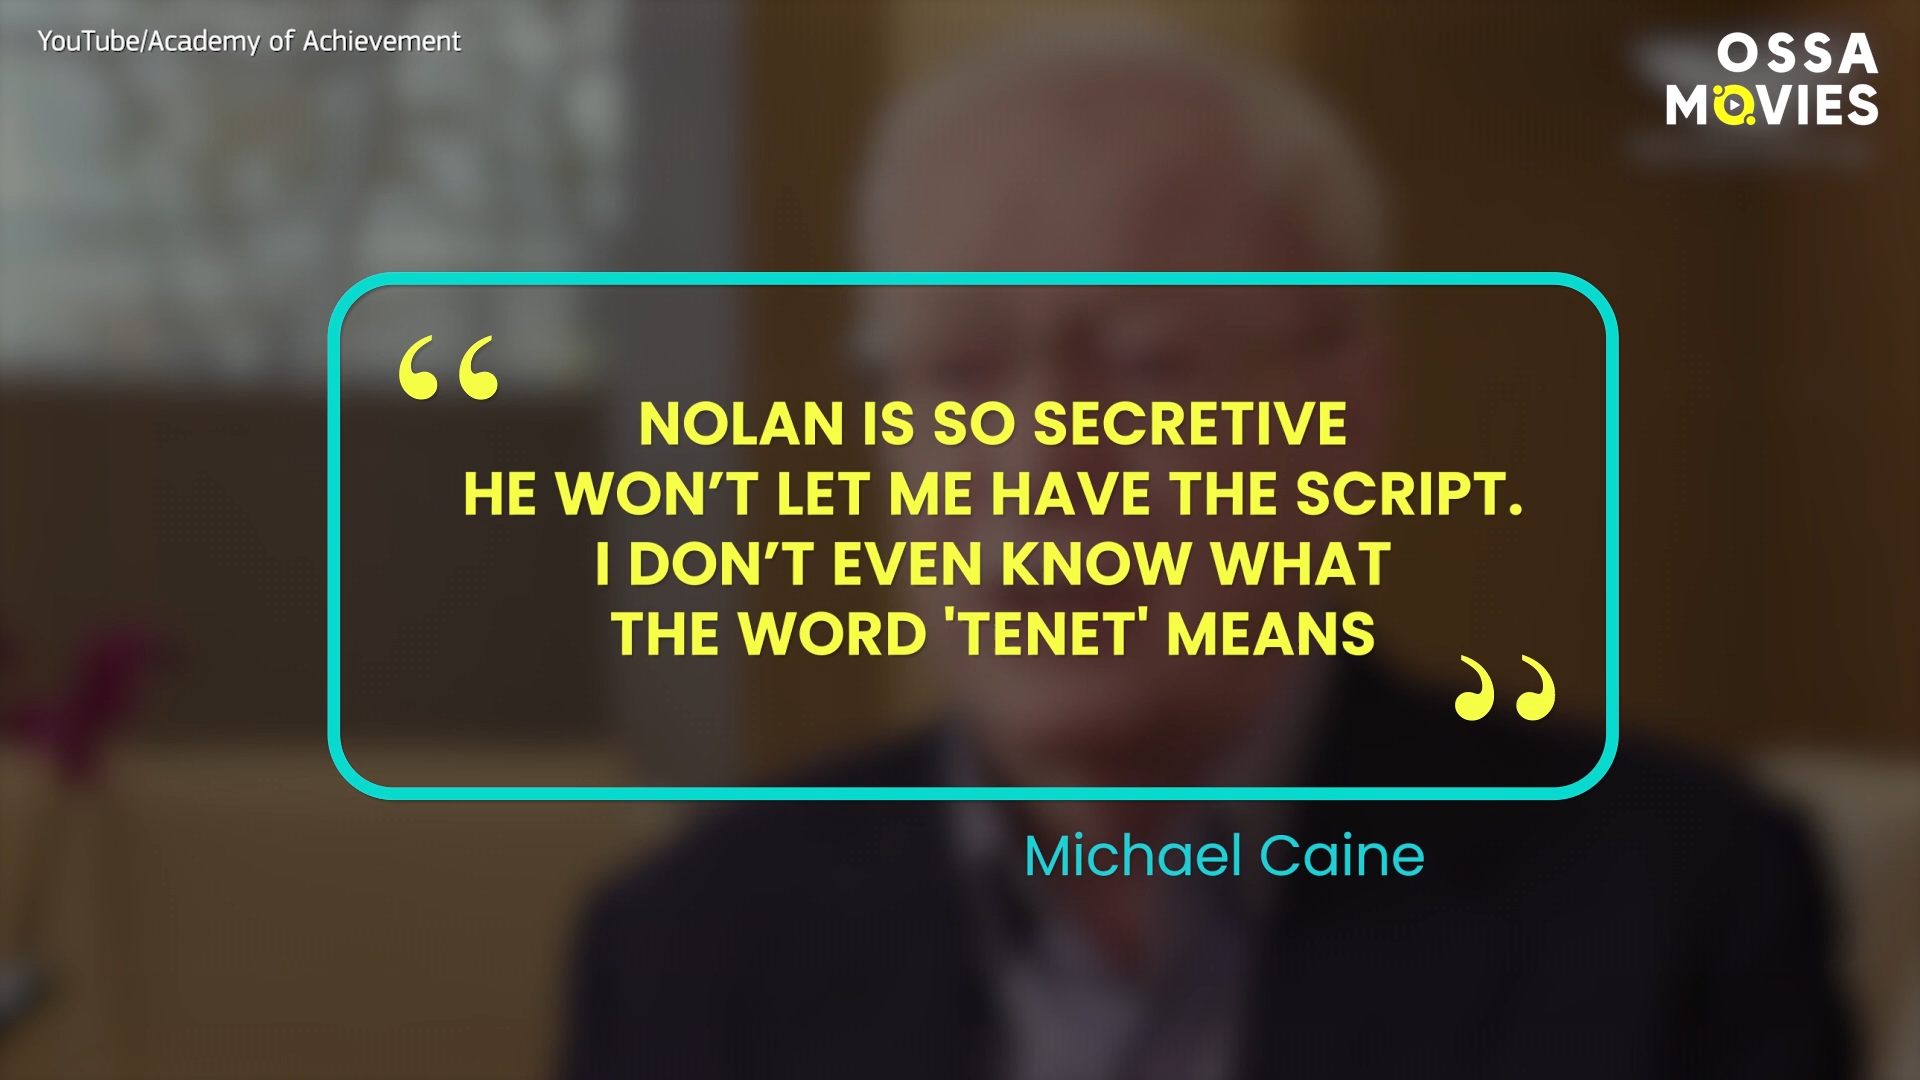 YouTube/Academy of Achievement
OSSA
MOVIES
“
NOLAN IS SO SECRETIVE
HE WON’T LET ME HAVE THE SCRIPT.
I DON’T EVEN KNOW WHAT
THE WORD 'TENET' MEANS
”
Michael Caine